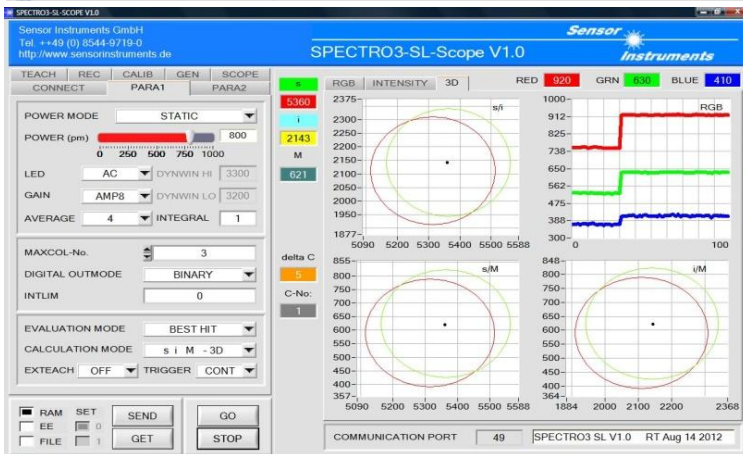 SPECTRO3-SL-Scope V1.0
Sensor Instruments GmbH
Tel. ++49 (0) 8544-9719-0
http://www.sensorinstruments.de
SPECTRO3-SL-Scope V1.0
Sensor
Instruments
TEACH REC CALIB GEN SCOPE
CONNECT PARA1 PARA2
POWER MODE STATIC
POWER (pm) 800
0 250 500 750 1000
LED AC DYNWIN HI 3300
GAIN AMP8 DYNWIN LO 3200
AVERAGE 4 INTEGRAL 1
MAXCOL-No. 3
DIGITAL OUTMODE BINARY
INTLIM 0
EVALUATION MODE BEST HIT
CALCULATION MODE s i M - 3D
EXTEACH OFF TRIGGER CONT
RAM SET SEND GO
EE 0
FILE 1 GET STOP
s
5360
i
2143
M
621
delta C
5
C-No:
1
RGB INTENSITY 3D RED 920 GRN 630 BLUE 410
s/i
2375-
2300-
2250-
2200-
2150-
2100-
2050-
2000-
1950-
1877-
5090 5200 5300 5400 5500 5588
RGB
1000-
912-
825-
738-
650-
562-
475-
388-
300-
0 100
s/M
855-
800-
750-
700-
650-
600-
550-
500-
450-
400-
357-
5090 5200 5300 5400 5500 5588
i/M
848-
800-
750-
700-
650-
600-
550-
500-
450-
400-
364-
1884 2000 2100 2200 2368
COMMUNICATION PORT 49 SPECTRO3 SL V1.0 RT Aug 14 2012